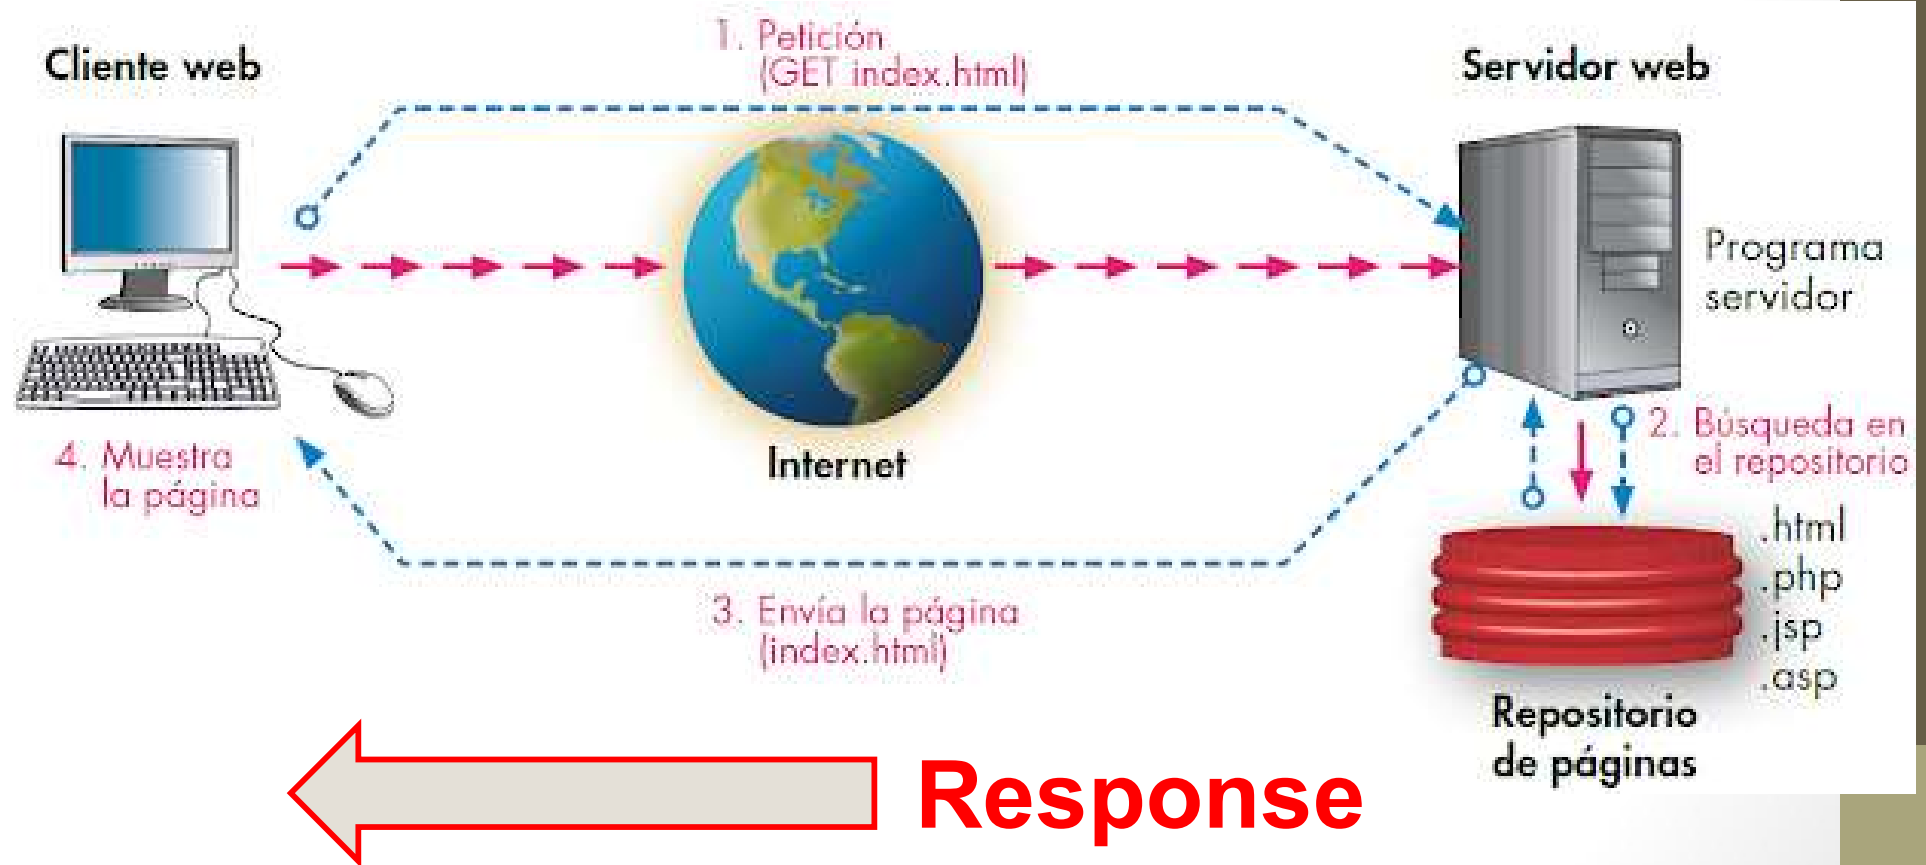 Cliente web
1. Petición
(GET index.html)
Servidor web
Programa
servidor
Internet
2. Búsqueda en
el repositorio
4. Muestra
la página
.html
.php
.jsp
.asp
3. Envía la página
(index.html)
Repositorio
de páginas
Response